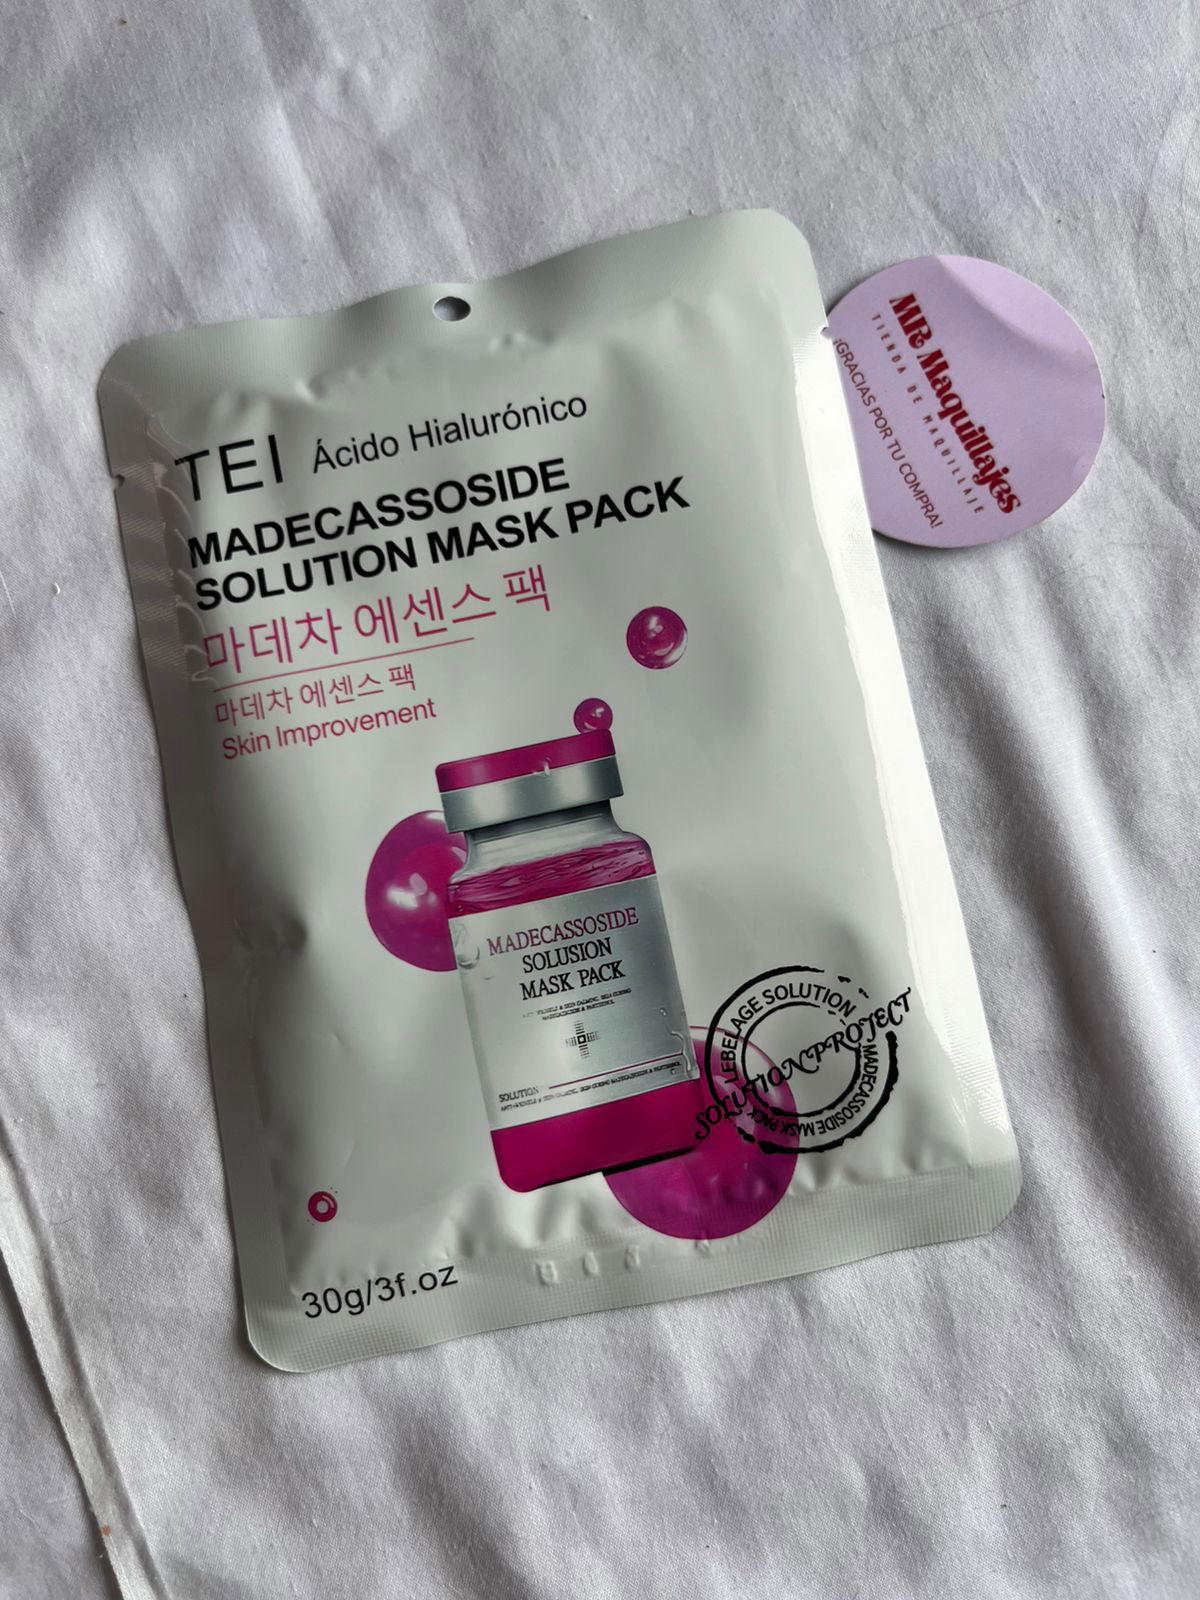 TEI Ácido Hialurónico
MADECASSOSIDE
SOLUTION MASK PACK
마데차 에센스 팩
마데차 에센스 팩
Skin Improvement
MADECASSOSIDE
SOLUSION
MASK PACK
MADECASSOSIDE & PANTHENOL
SOLUTION
LEBELAGE SOLUTION
SOLUTION PROJECT
MADECASSOSIDE MASK PACK
30g/3f.oz
MR Maquillajes
TIENDA DE MAQUILLAJE
¡GRACIAS POR TU COMPRA!